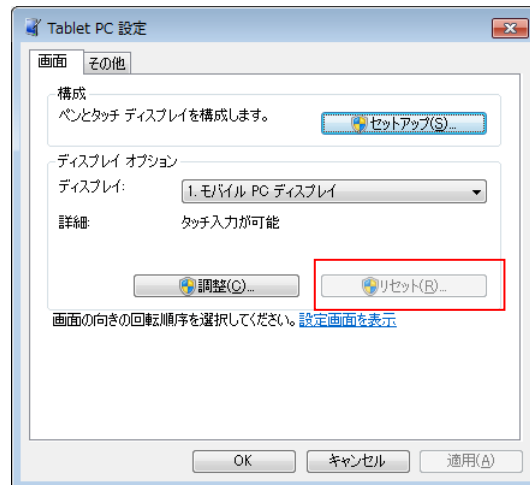 Tablet PC 設定
画面 その他
構成
ペンとタッチ ディスプレイを構成します。 セットアップ(S)...
ディスプレイ オプション
ディスプレイ: 1. モバイル PC ディスプレイ
詳細: タッチ入力が可能
調整(C)... リセット(R)...
画面の向きの回転順序を選択してください。設定画面を表示
OK キャンセル 適用(A)